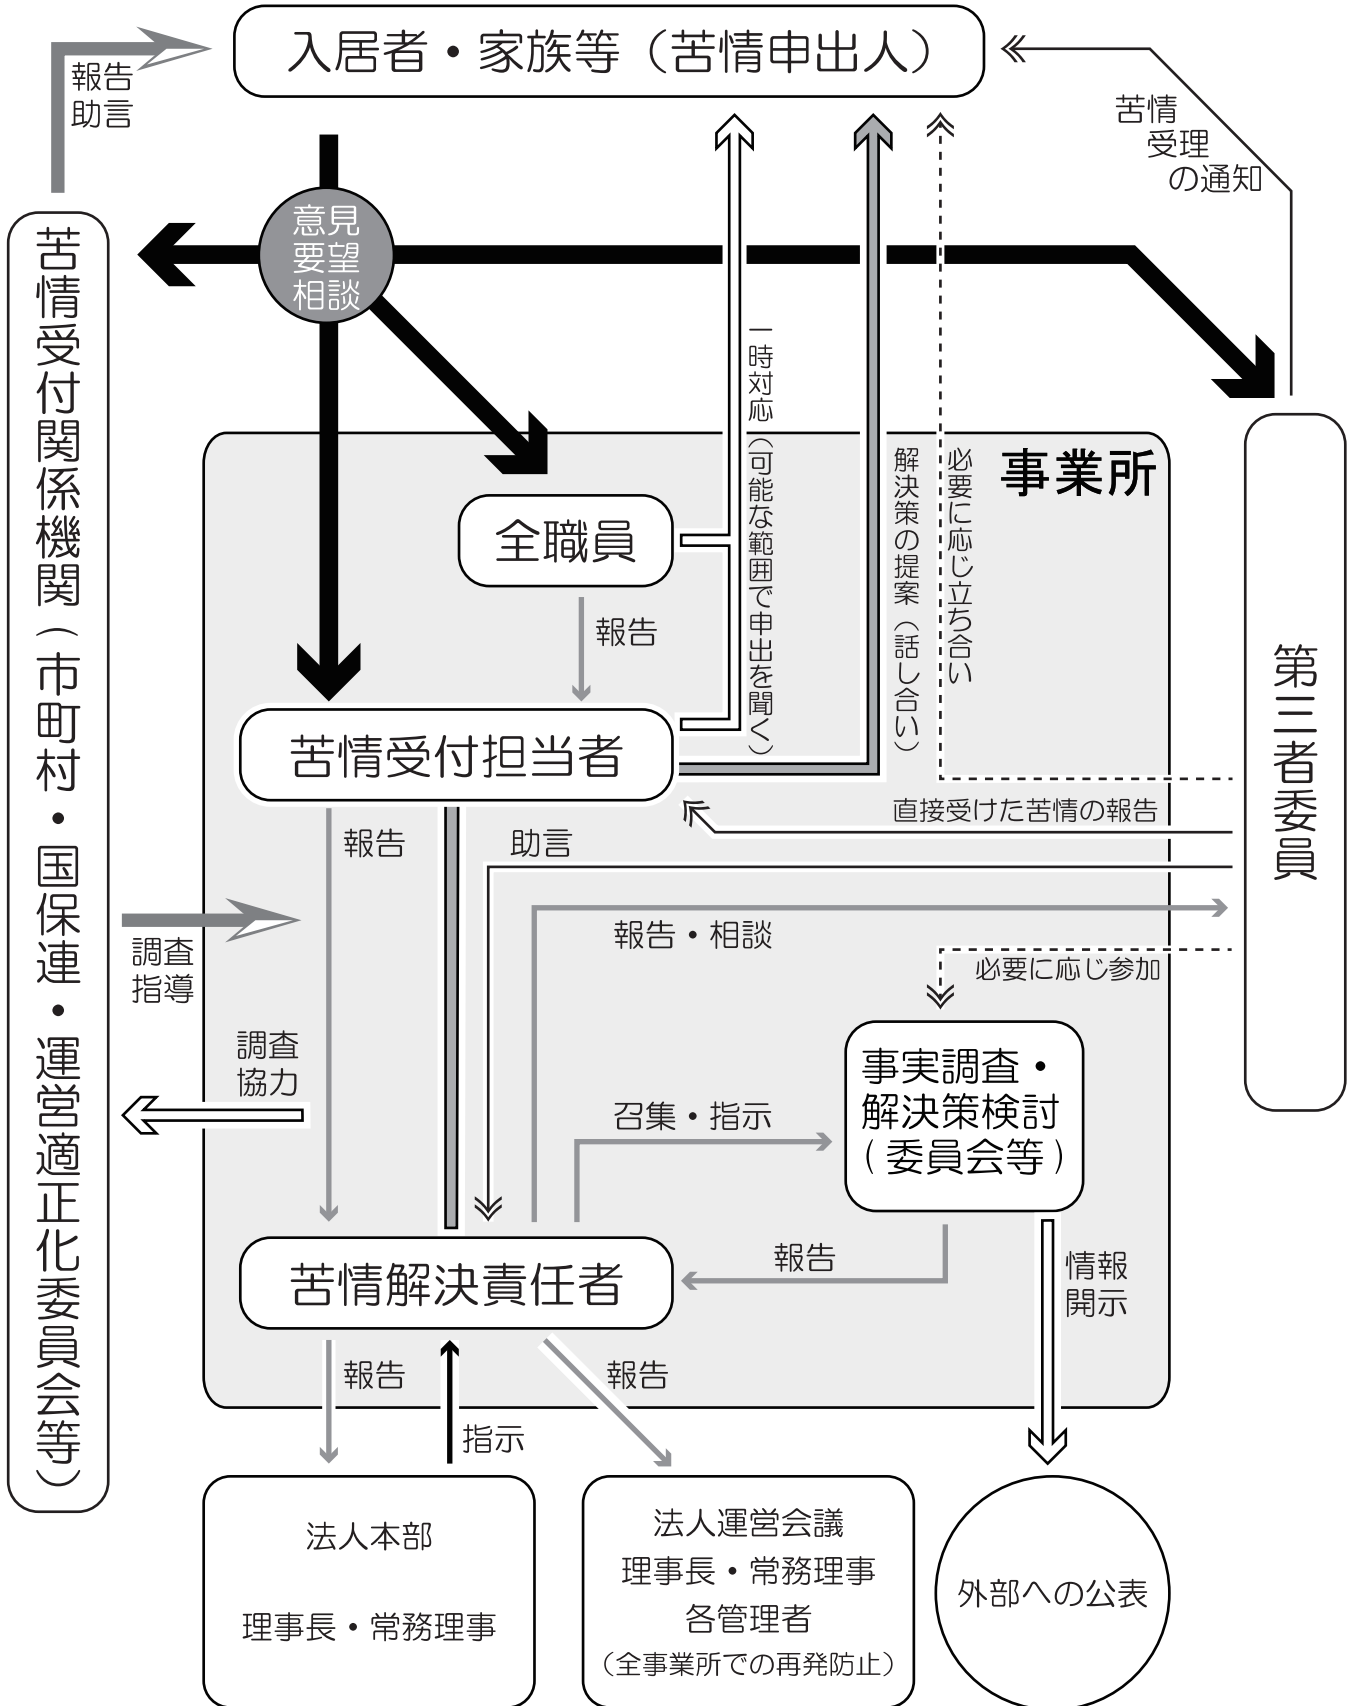 入居者・家族等（苦情申出人）
報告
助言
苦情
受理
の通知
意見
要望
相談
苦情受付関係機関（市町村・国保連・運営適正化委員会等）
事業所
一時対応（可能な範囲で申出を聞く）
解決策の提案（話し合い）
必要に応じ立ち合い
全職員
報告
第三者委員
苦情受付担当者
直接受けた苦情の報告
報告
助言
報告・相談
調査
指導
必要に応じ参加
調査
協力
事実調査・
解決策検討
（委員会等）
召集・指示
報告
情報
開示
苦情解決責任者
報告
報告
指示
法人本部
理事長・常務理事
法人運営会議
理事長・常務理事
各管理者
（全事業所での再発防止）
外部への公表